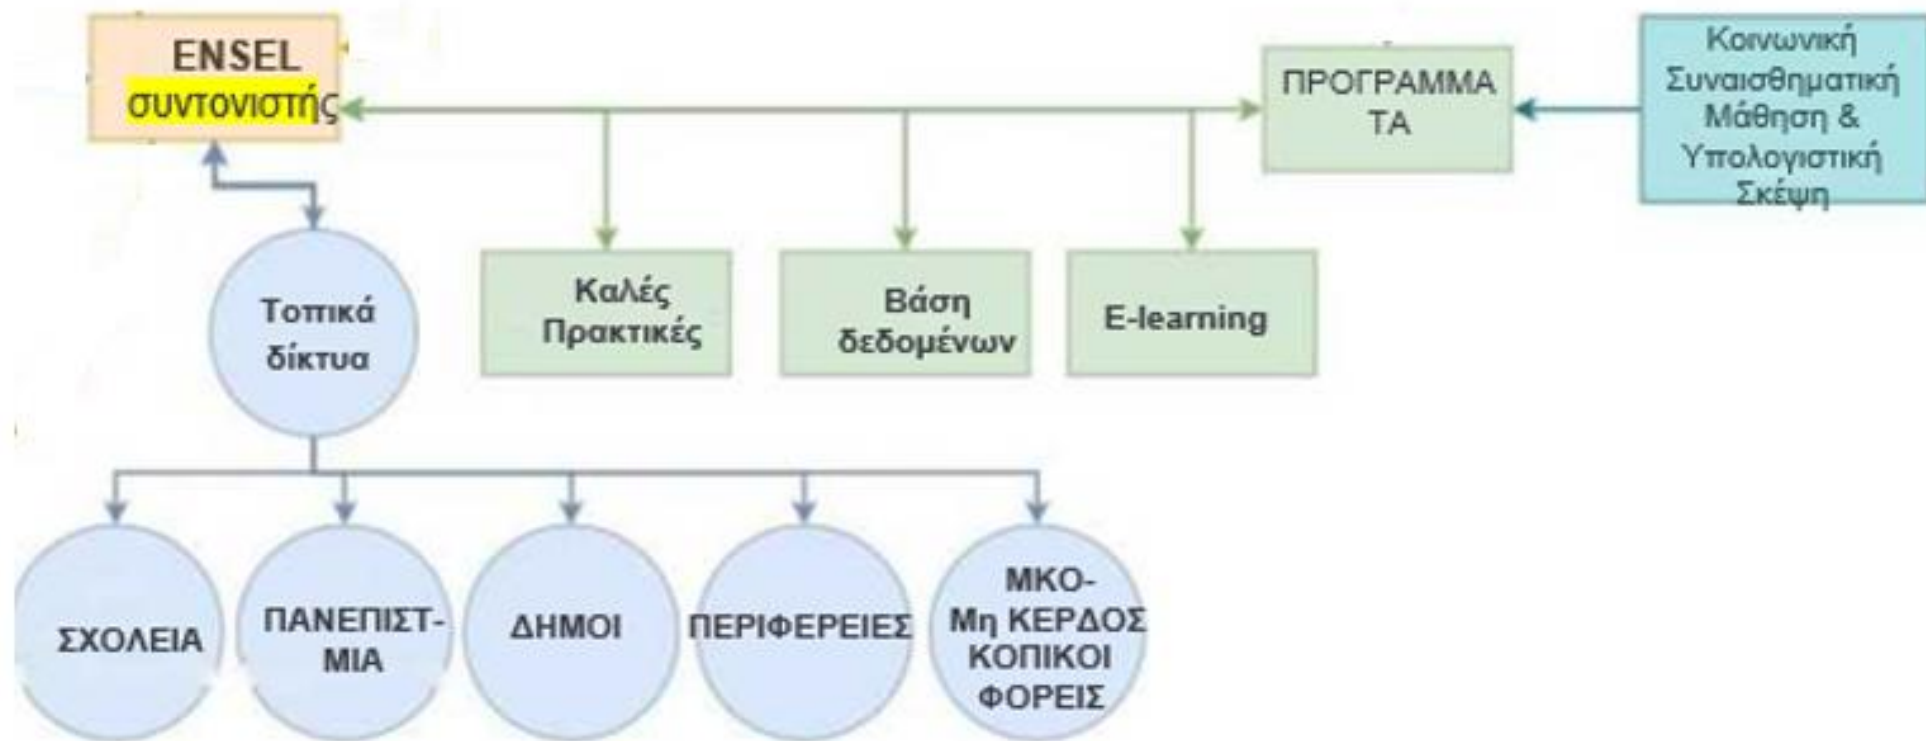 ENSEL
συντονιστής
ΠΡΟΓΡΑΜΜΑ
ΤΑ
Κοινωνική
Συναισθηματική
Μάθηση &
Υπολογιστική
Σκέψη
Τοπικά
δίκτυα
Καλές
Πρακτικές
Βάση
δεδομένων
E-learning
ΣΧΟΛΕΙΑ
ΠΑΝΕΠΙΣΤ-
ΜΙΑ
ΔΗΜΟΙ
ΠΕΡΙΦΕΡΕΙΕΣ
ΜΚΟ-
Μη ΚΕΡΔΟΣ
ΚΟΠΙΚΟΙ
ΦΟΡΕΙΣ